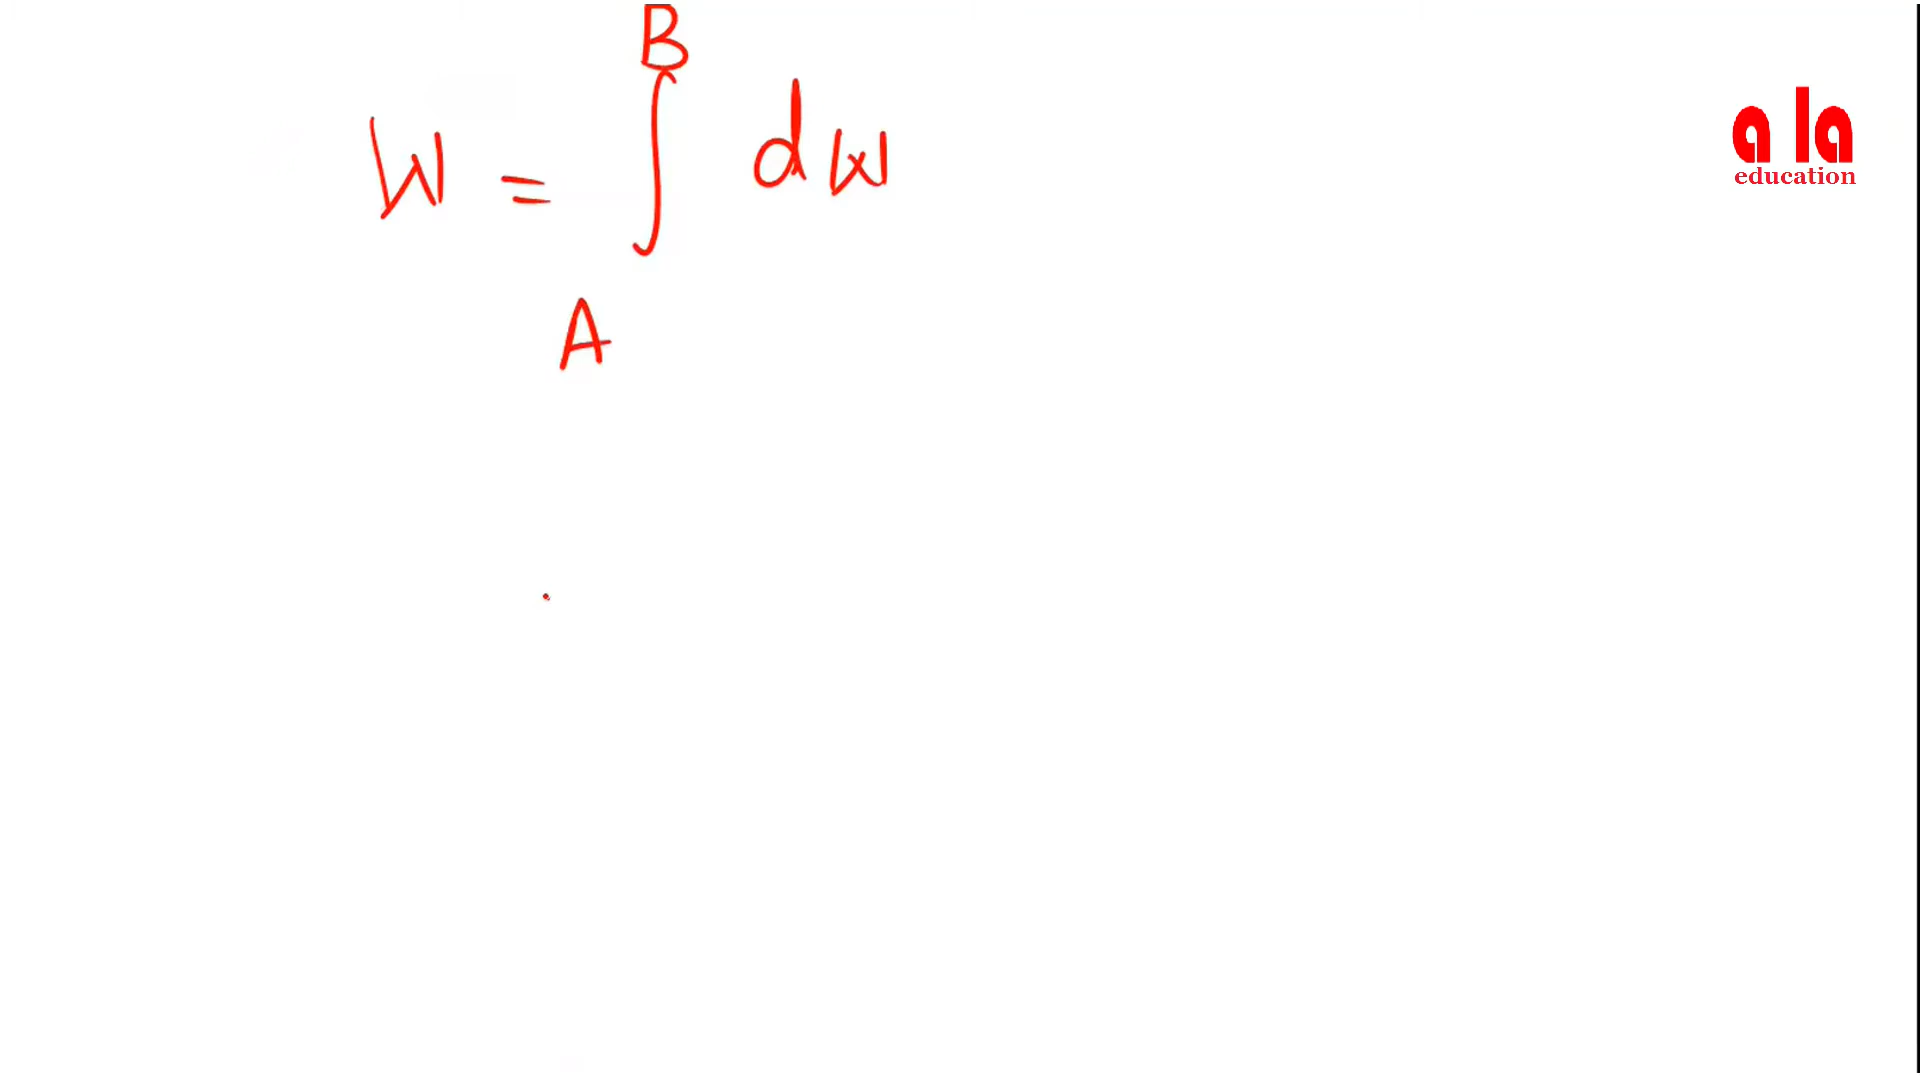 B
W = ∫ dw
A
a la
education